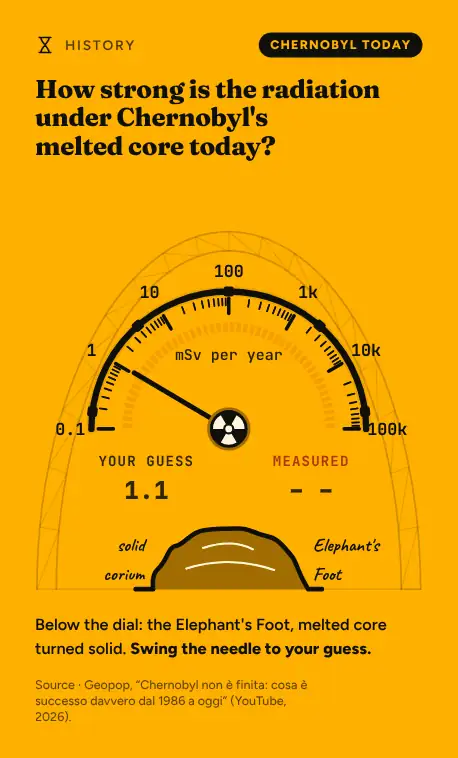 HISTORY
CHERNOBYL TODAY
How strong is the radiation
under Chernobyl's
melted core today?
100
10
1k
1
10k
mSv per year
0.1
100k
YOUR GUESS
MEASURED
1.1
– –
solid
corium
Elephant's
Foot
Below the dial: the Elephant's Foot, melted core
turned solid. Swing the needle to your guess.
Source · Geopop, “Chernobyl non è finita: cosa è
successo davvero dal 1986 a oggi” (YouTube,
2026).